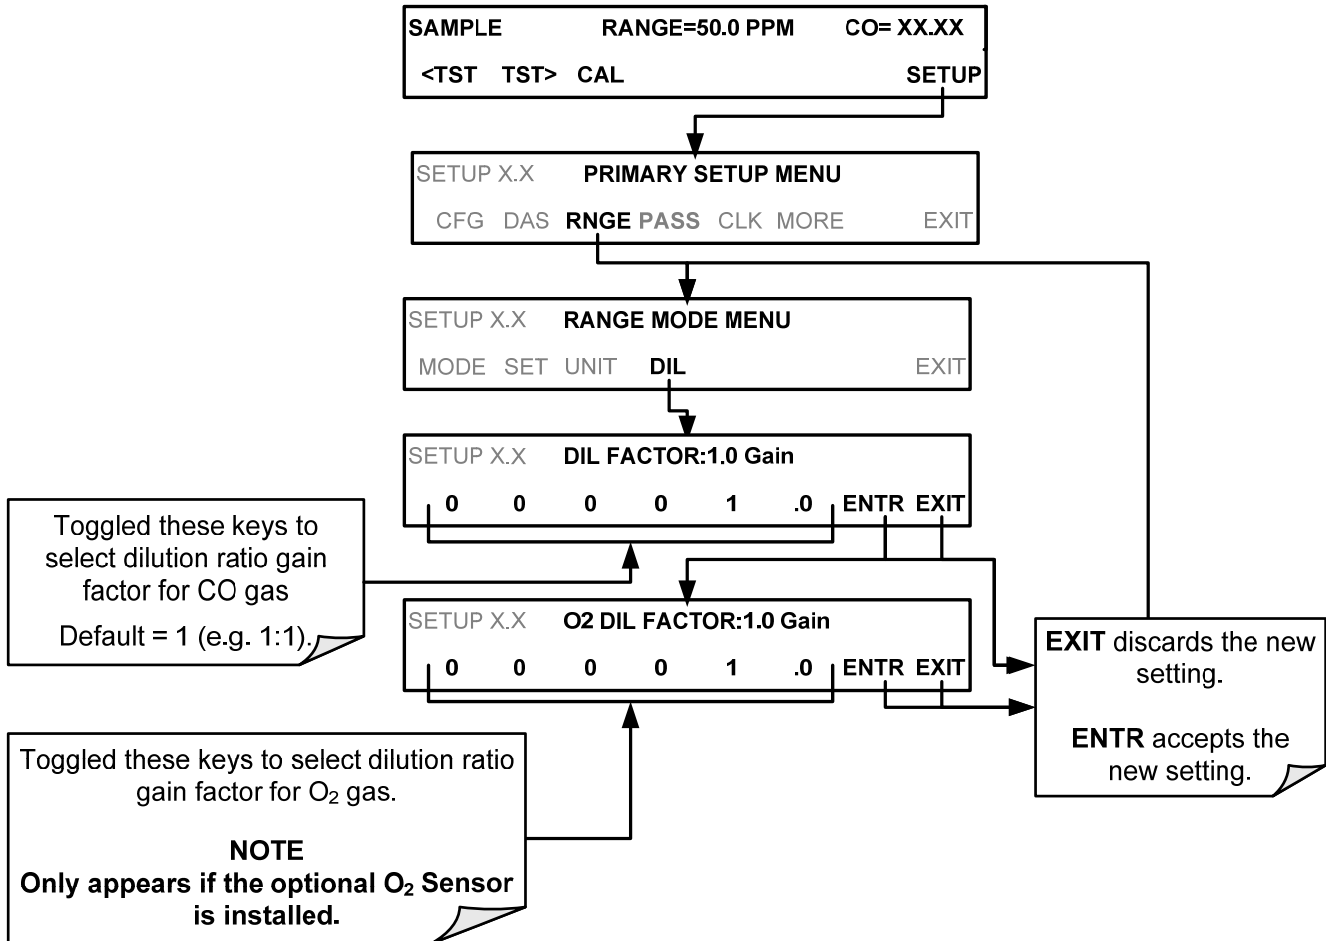 SAMPLE RANGE=50.0 PPM CO= XX.XX
<TST TST> CAL SETUP
SETUP X.X PRIMARY SETUP MENU
CFG DAS RNGE PASS CLK MORE EXIT
SETUP X.X RANGE MODE MENU
MODE SET UNIT DIL EXIT
SETUP X.X DIL FACTOR:1.0 Gain
0 0 0 0 1 .0 ENTR EXIT
Toggled these keys to
select dilution ratio gain
factor for CO gas
Default = 1 (e.g. 1:1).
SETUP X.X O2 DIL FACTOR:1.0 Gain
0 0 0 0 1 .0 ENTR EXIT
EXIT discards the new
setting.
ENTR accepts the
new setting.
Toggled these keys to select dilution ratio
gain factor for O₂ gas.
NOTE
Only appears if the optional O₂ Sensor
is installed.